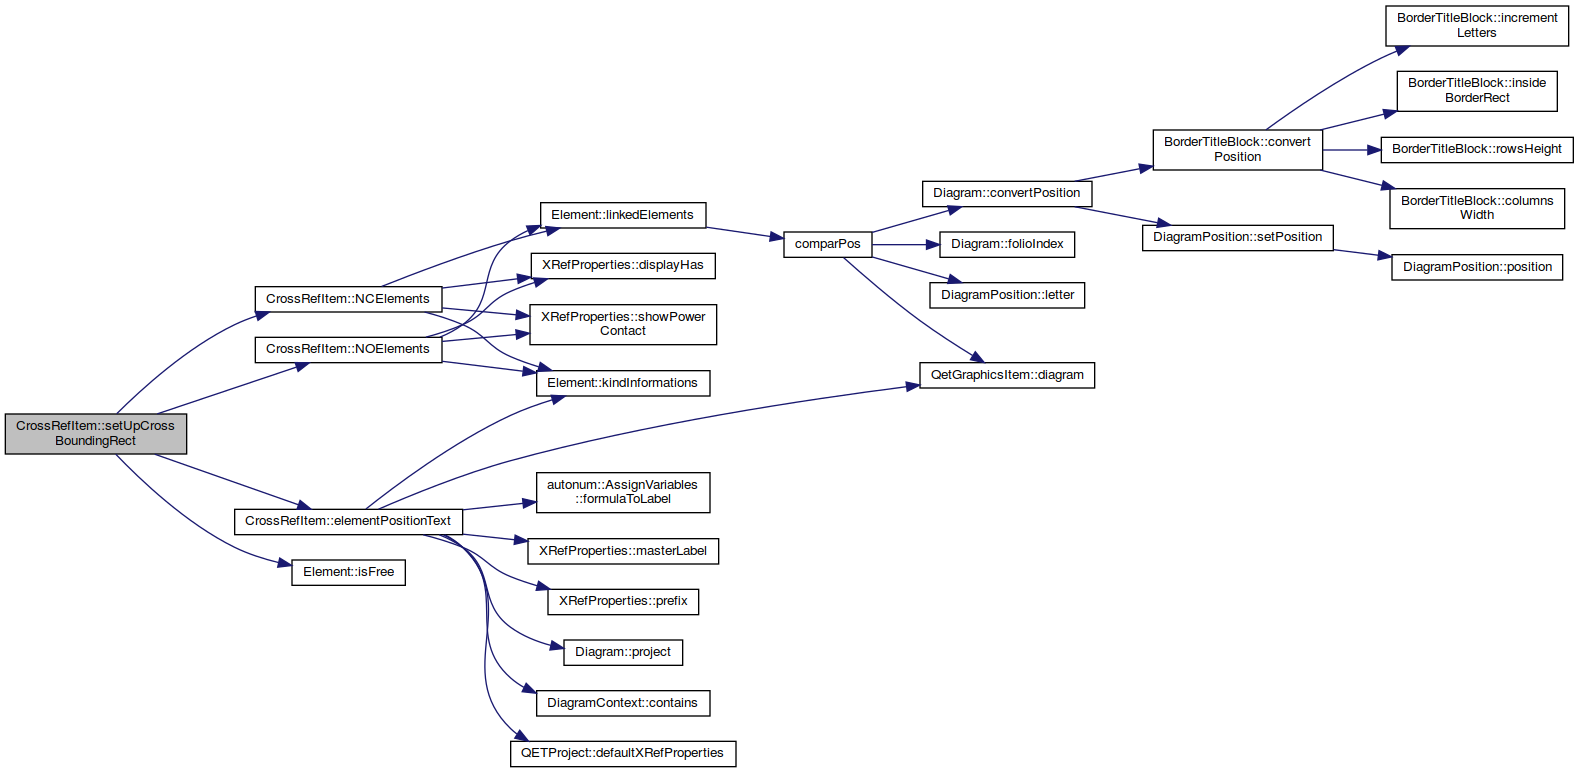 BorderTitleBlock::increment
Letters
BorderTitleBlock::inside
BorderRect
BorderTitleBlock::convert
Position
BorderTitleBlock::rowsHeight
Diagram::convertPosition
BorderTitleBlock::columns
Width
Element::linkedElements
comparPos
Diagram::folioIndex
DiagramPosition::setPosition
DiagramPosition::position
XRefProperties::displayHas
CrossRefItem::NCElements
DiagramPosition::letter
XRefProperties::showPower
Contact
CrossRefItem::NOElements
Element::kindInformations
QetGraphicsItem::diagram
CrossRefItem::setUpCross
BoundingRect
autonum::AssignVariables
::formulaToLabel
CrossRefItem::elementPositionText
XRefProperties::masterLabel
Element::isFree
XRefProperties::prefix
Diagram::project
DiagramContext::contains
QETProject::defaultXRefProperties